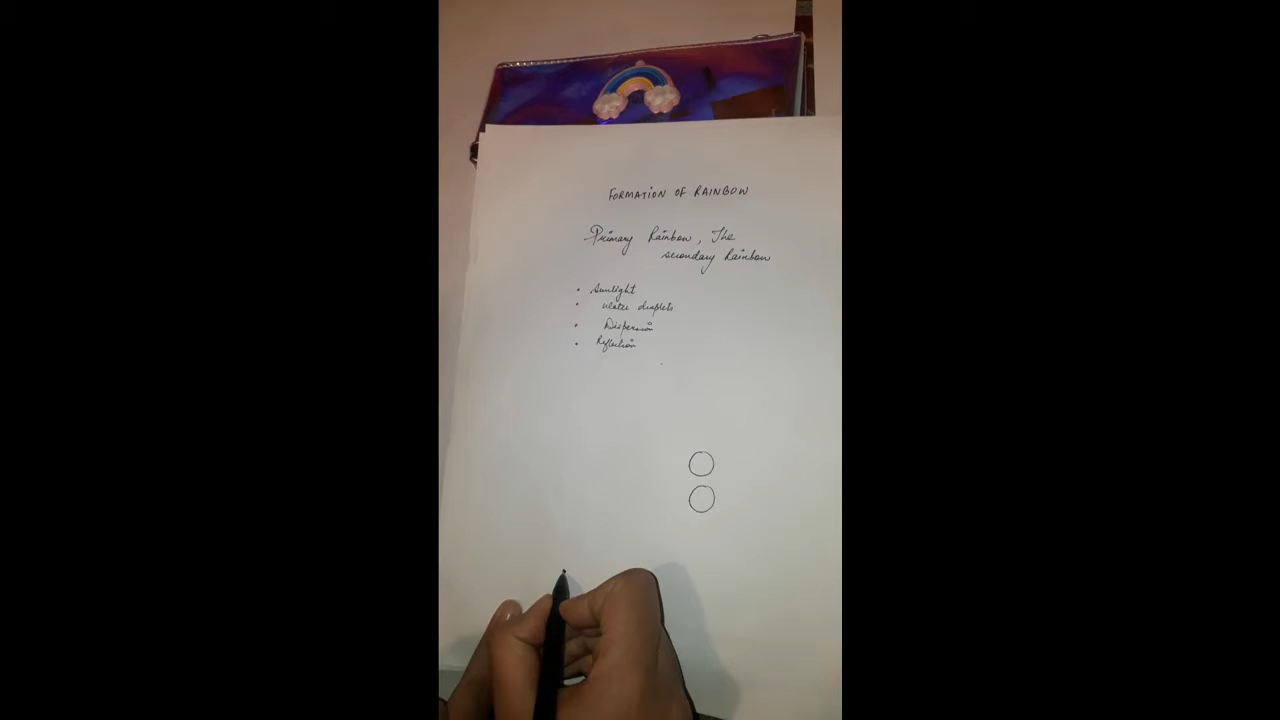 FORMATION OF RAINBOW
Primary Rainbow, The
secondary Rainbow
• Sunlight
• water droplets
• Dispersion
• Reflection